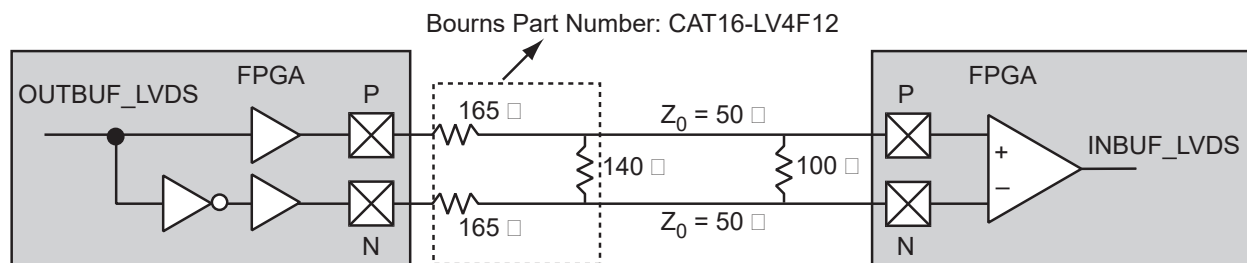 Bourns Part Number: CAT16-LV4F12
FPGA
FPGA
OUTBUF_LVDS
P
165 □
Z0 = 50 □
P
+
–
INBUF_LVDS
140 □
100 □
165 □
Z0 = 50 □
N
N